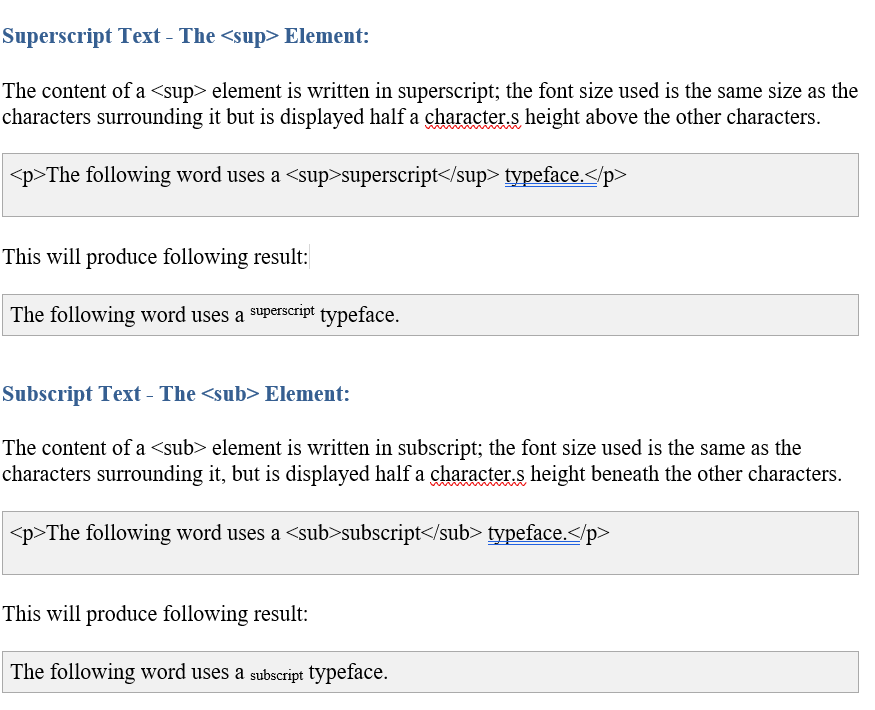 Superscript Text - The <sup> Element:
The content of a <sup> element is written in superscript; the font size used is the same size as the
characters surrounding it but is displayed half a character.s height above the other characters.
<p>The following word uses a <sup>superscript</sup> typeface.</p>
This will produce following result:
The following word uses a superscript typeface.
Subscript Text - The <sub> Element:
The content of a <sub> element is written in subscript; the font size used is the same as the
characters surrounding it, but is displayed half a character.s height beneath the other characters.
<p>The following word uses a <sub>subscript</sub> typeface.</p>
This will produce following result:
The following word uses a subscript typeface.